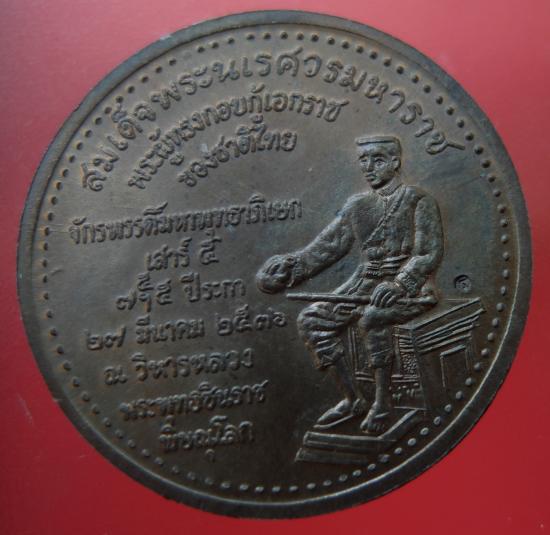 สมเด็จพระนเรศวรมหาราช
พระผู้ทรงกอบกู้เอกราช
ของชาติไทย
จักรพรรดิ์มหาพุทธาภิเษก
เสาร์ ๕
ปีระกา
๒๗ มีนาคม ๒๕๓๖
ณ วิหารหลวง
พระพุทธชินราช
พิษณุโลก